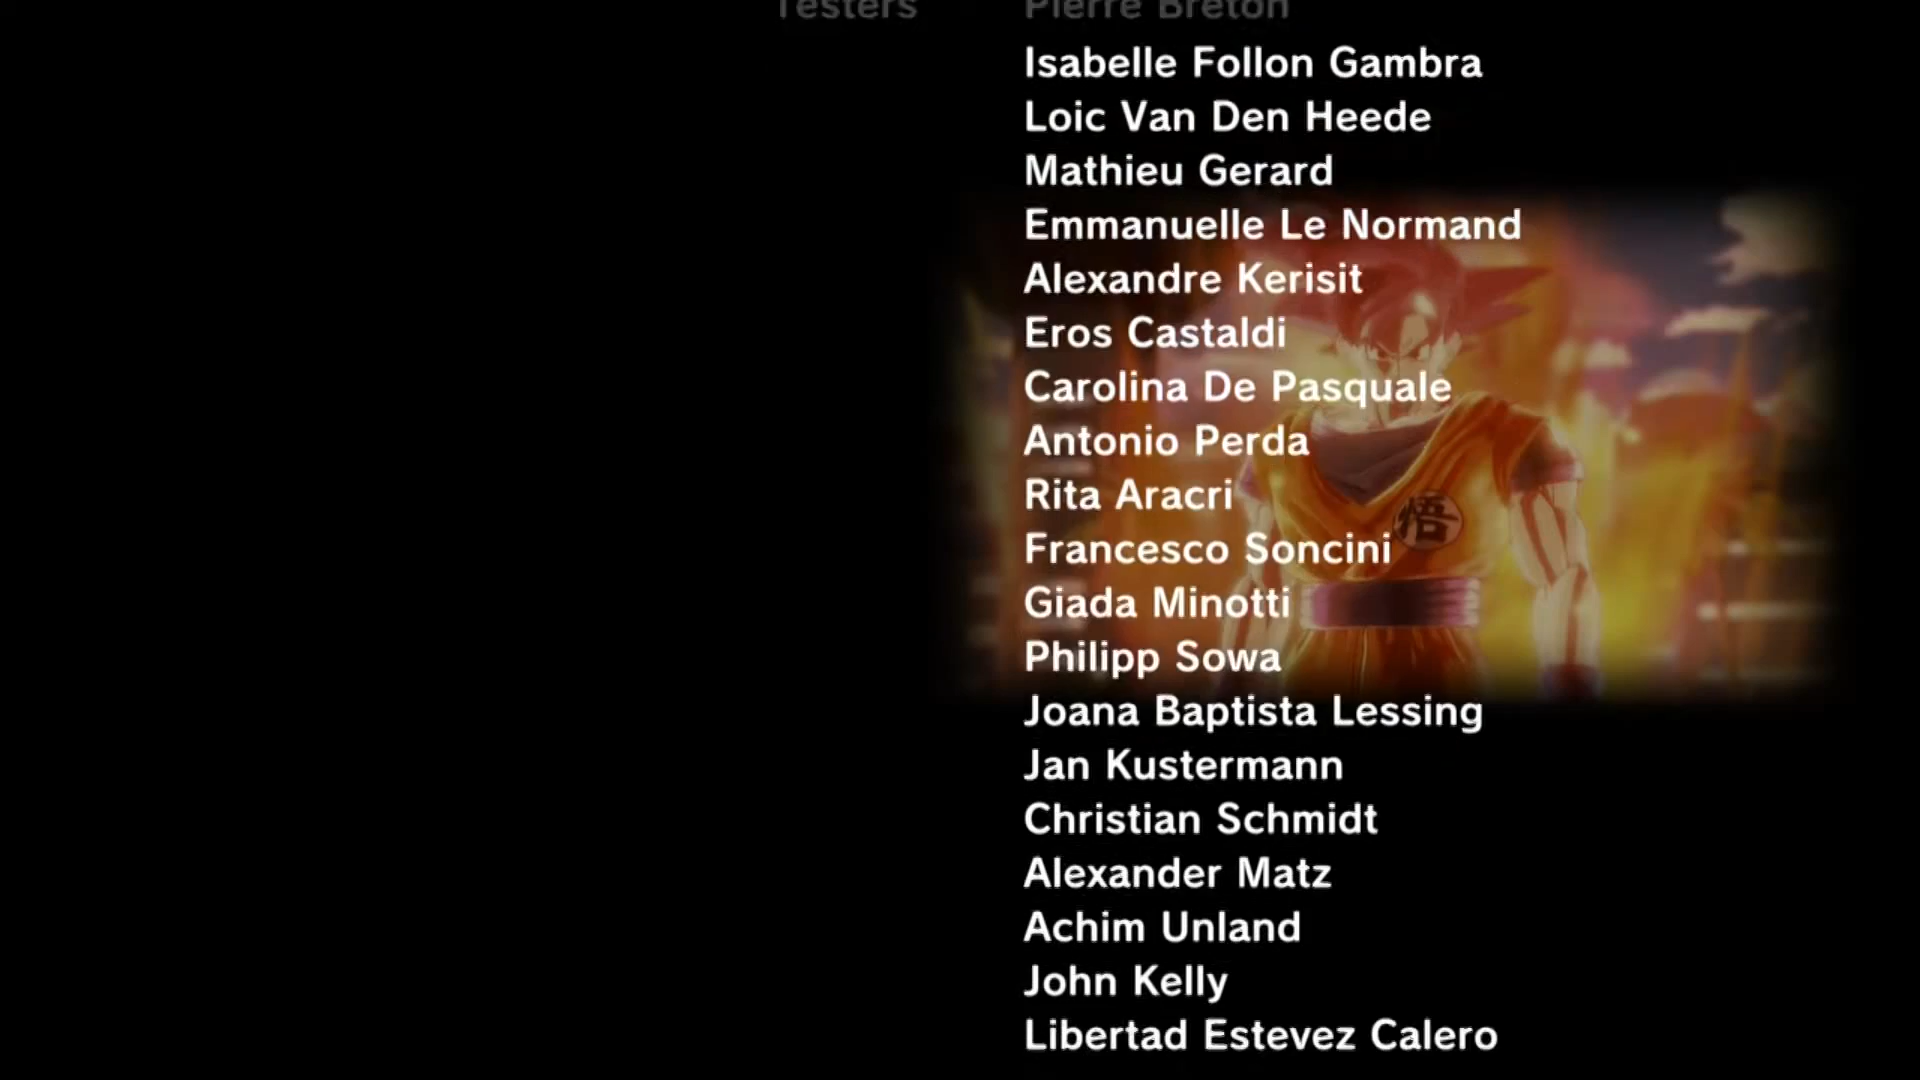 Testers Pierre Breton
Isabelle Follon Gambra
Loic Van Den Heede
Mathieu Gerard
Emmanuelle Le Normand
Alexandre Kerisit
Eros Castaldi
Carolina De Pasquale
Antonio Perda
Rita Aracri
Francesco Soncini
悟
Giada Minotti
Philipp Sowa
Joana Baptista Lessing
Jan Kustermann
Christian Schmidt
Alexander Matz
Achim Unland
John Kelly
Libertad Estevez Calero